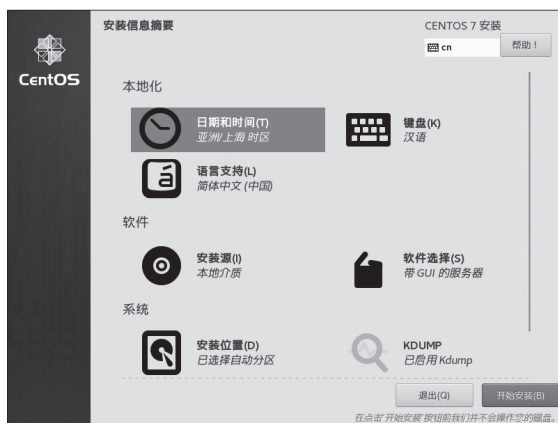 安装信息摘要
CENTOS 7 安装
cn
帮助！
CentOS
本地化
日期和时间(T)
亚洲/上海 时区
键盘(K)
汉语
语言支持(L)
简体中文 (中国)
软件
安装源(I)
本地介质
软件选择(S)
带 GUI 的服务器
系统
安装位置(D)
已选择自动分区
KDUMP
已启用 Kdump
退出(Q)
开始安装(B)
在点击'开始安装'按钮前我们并不会操作您的磁盘。